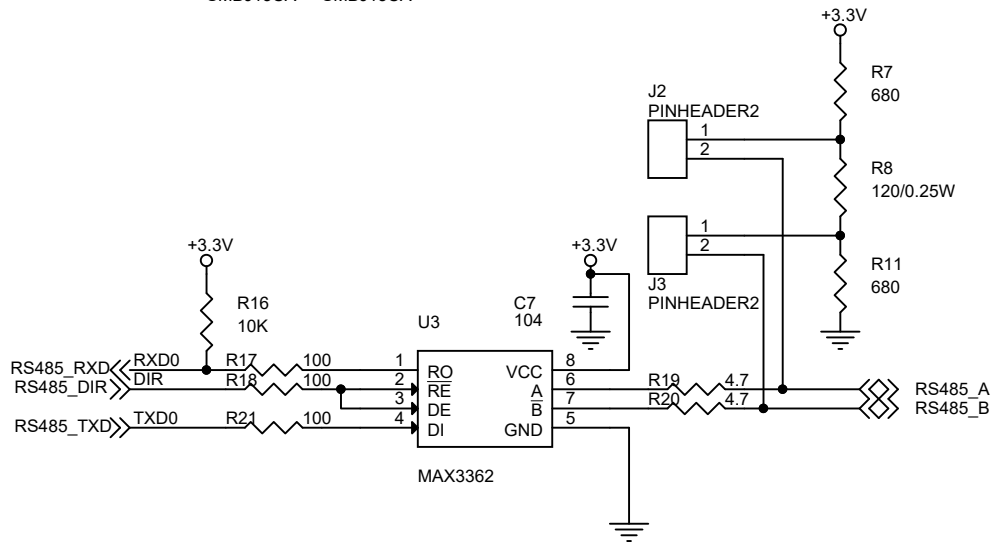 +3.3V
R7
680
J2
PINHEADER2
1
2
R8
120/0.25W
+3.3V
+3.3V
1
2
R11
680
J3
PINHEADER2
R16
10K
C7
104
U3
RS485_RXD RXD0 R17 100 1 RO VCC 8
RS485_DIR DIR R18 100 2 RE A 6 R19 4.7 RS485_A
3 DE B 7 R20 4.7 RS485_B
RS485_TXD TXD0 R21 100 4 DI GND 5
MAX3362